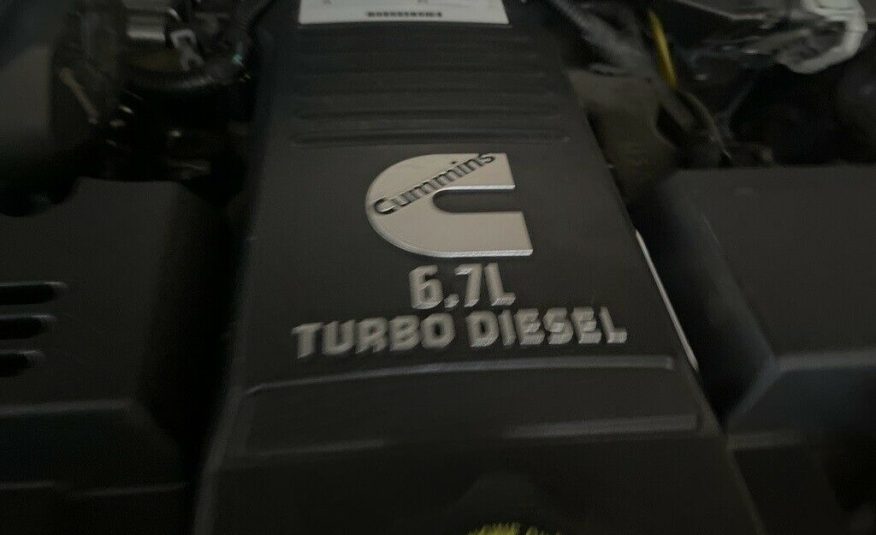 Cummins
6.7L
TURBO DIESEL